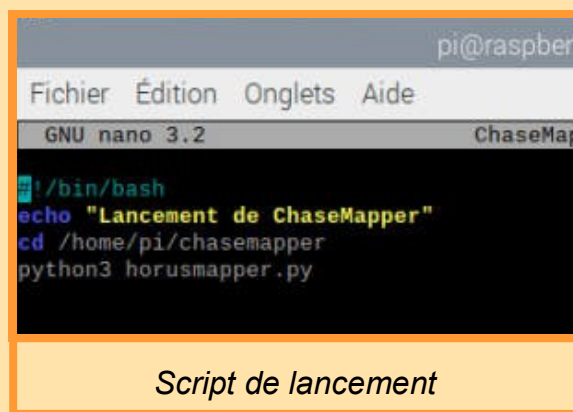 pi@raspber
Fichier Édition Onglets Aide
GNU nano 3.2 ChaseMap
#!/bin/bash
echo "Lancement de ChaseMapper"
cd /home/pi/chasemapper
python3 horusmapper.py
Script de lancement